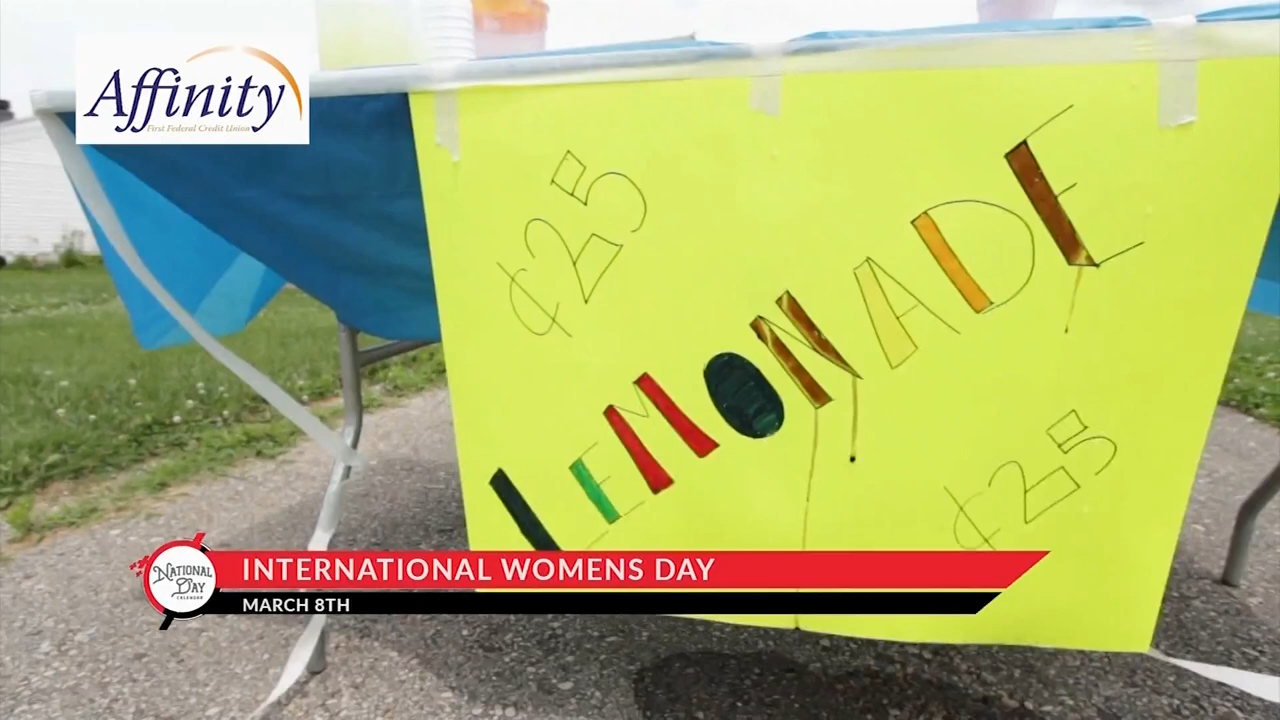 Affinity
First Federal Credit Union
¢25
LEMONADE
¢25
NATIONAL
DAY
CALENDAR
INTERNATIONAL WOMENS DAY
MARCH 8TH